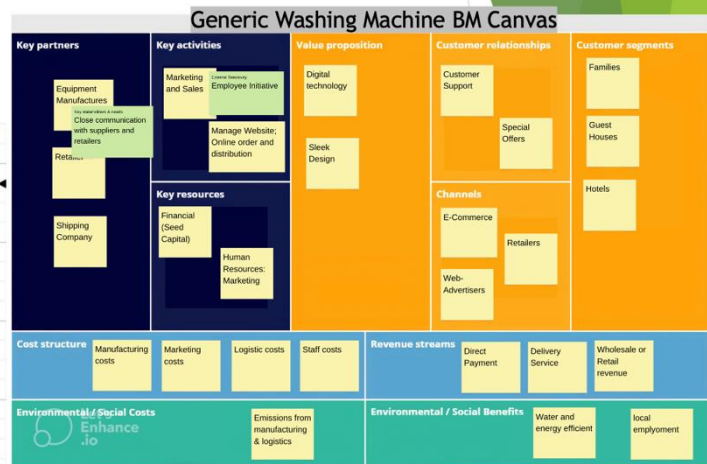 Generic Washing Machine BM Canvas
Key partners
Equipment
Manufactures
Close communication
with suppliers and
retailers
Retailer
Shipping
Company
Key activities
Marketing
and Sales
Employee Initiative
Manage Website;
Online order and
distribution
Key resources
Financial
(Seed
Capital)
Human
Resources:
Marketing
Value proposition
Digital
technology
Sleek
Design
Customer relationships
Customer
Support
Special
Offers
Channels
E-Commerce
Retailers
Web-
Advertisers
Customer segments
Families
Guest
Houses
Hotels
Cost structure
Manufacturing
costs
Marketing
costs
Logistic costs
Staff costs
Revenue streams
Direct
Payment
Delivery
Service
Wholesale or
Retail
revenue
Environmental / Social Costs
Let's
Enhance
.io
Emissions from
manufacturing
& logistics
Environmental / Social Benefits
Water and
energy efficient
local
emplyoment